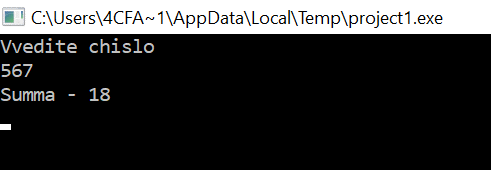 C:\Users\4CFA~1\AppData\Local\Temp\project1.exe
Vvedite chislo
567
Summa - 18